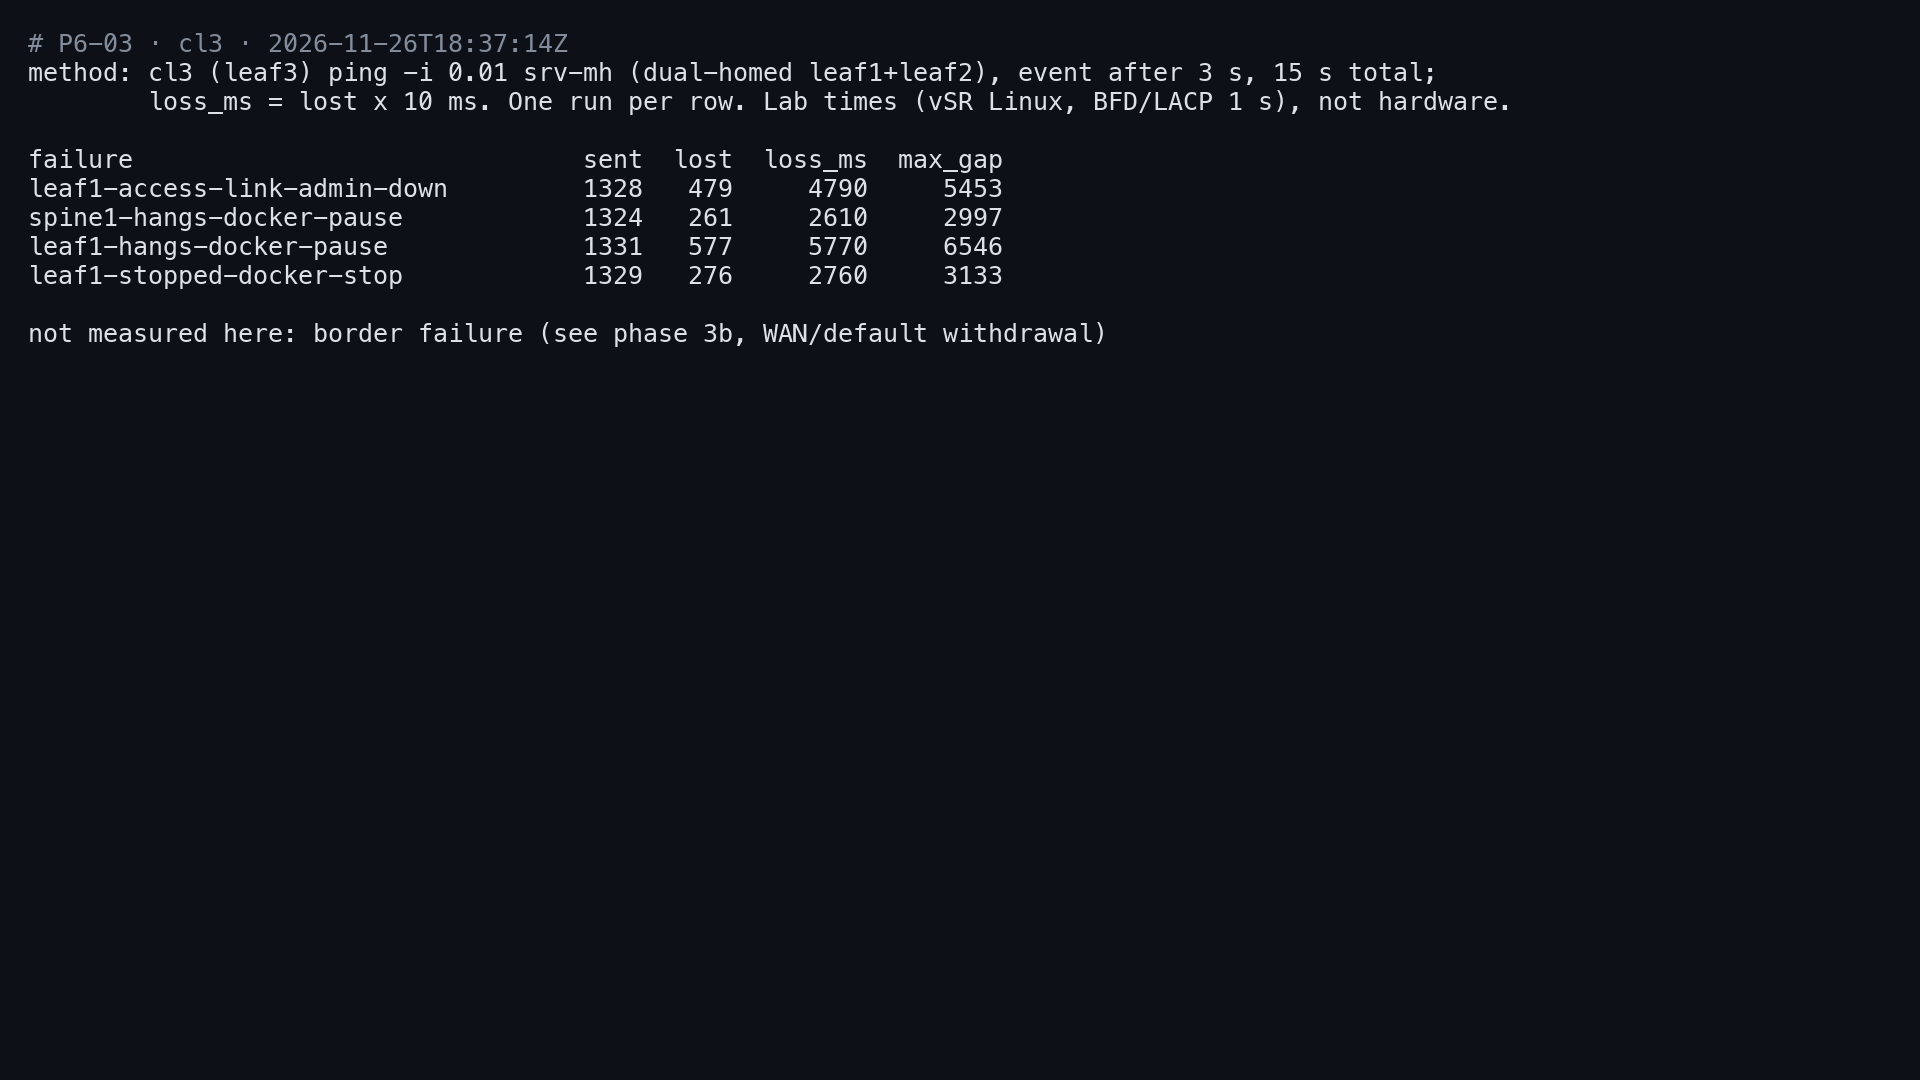 # P6-03 · cl3 · 2026-11-26T18:37:14Z
method: cl3 (leaf3) ping -i 0.01 srv-mh (dual-homed leaf1+leaf2), event after 3 s, 15 s total;
        loss_ms = lost x 10 ms. One run per row. Lab times (vSR Linux, BFD/LACP 1 s), not hardware.
failure                              sent  lost  loss_ms  max_gap
leaf1-access-link-admin-down         1328   479     4790     5453
spine1-hangs-docker-pause            1324   261     2610     2997
leaf1-hangs-docker-pause             1331   577     5770     6546
leaf1-stopped-docker-stop            1329   276     2760     3133
not measured here: border failure (see phase 3b, WAN/default withdrawal)